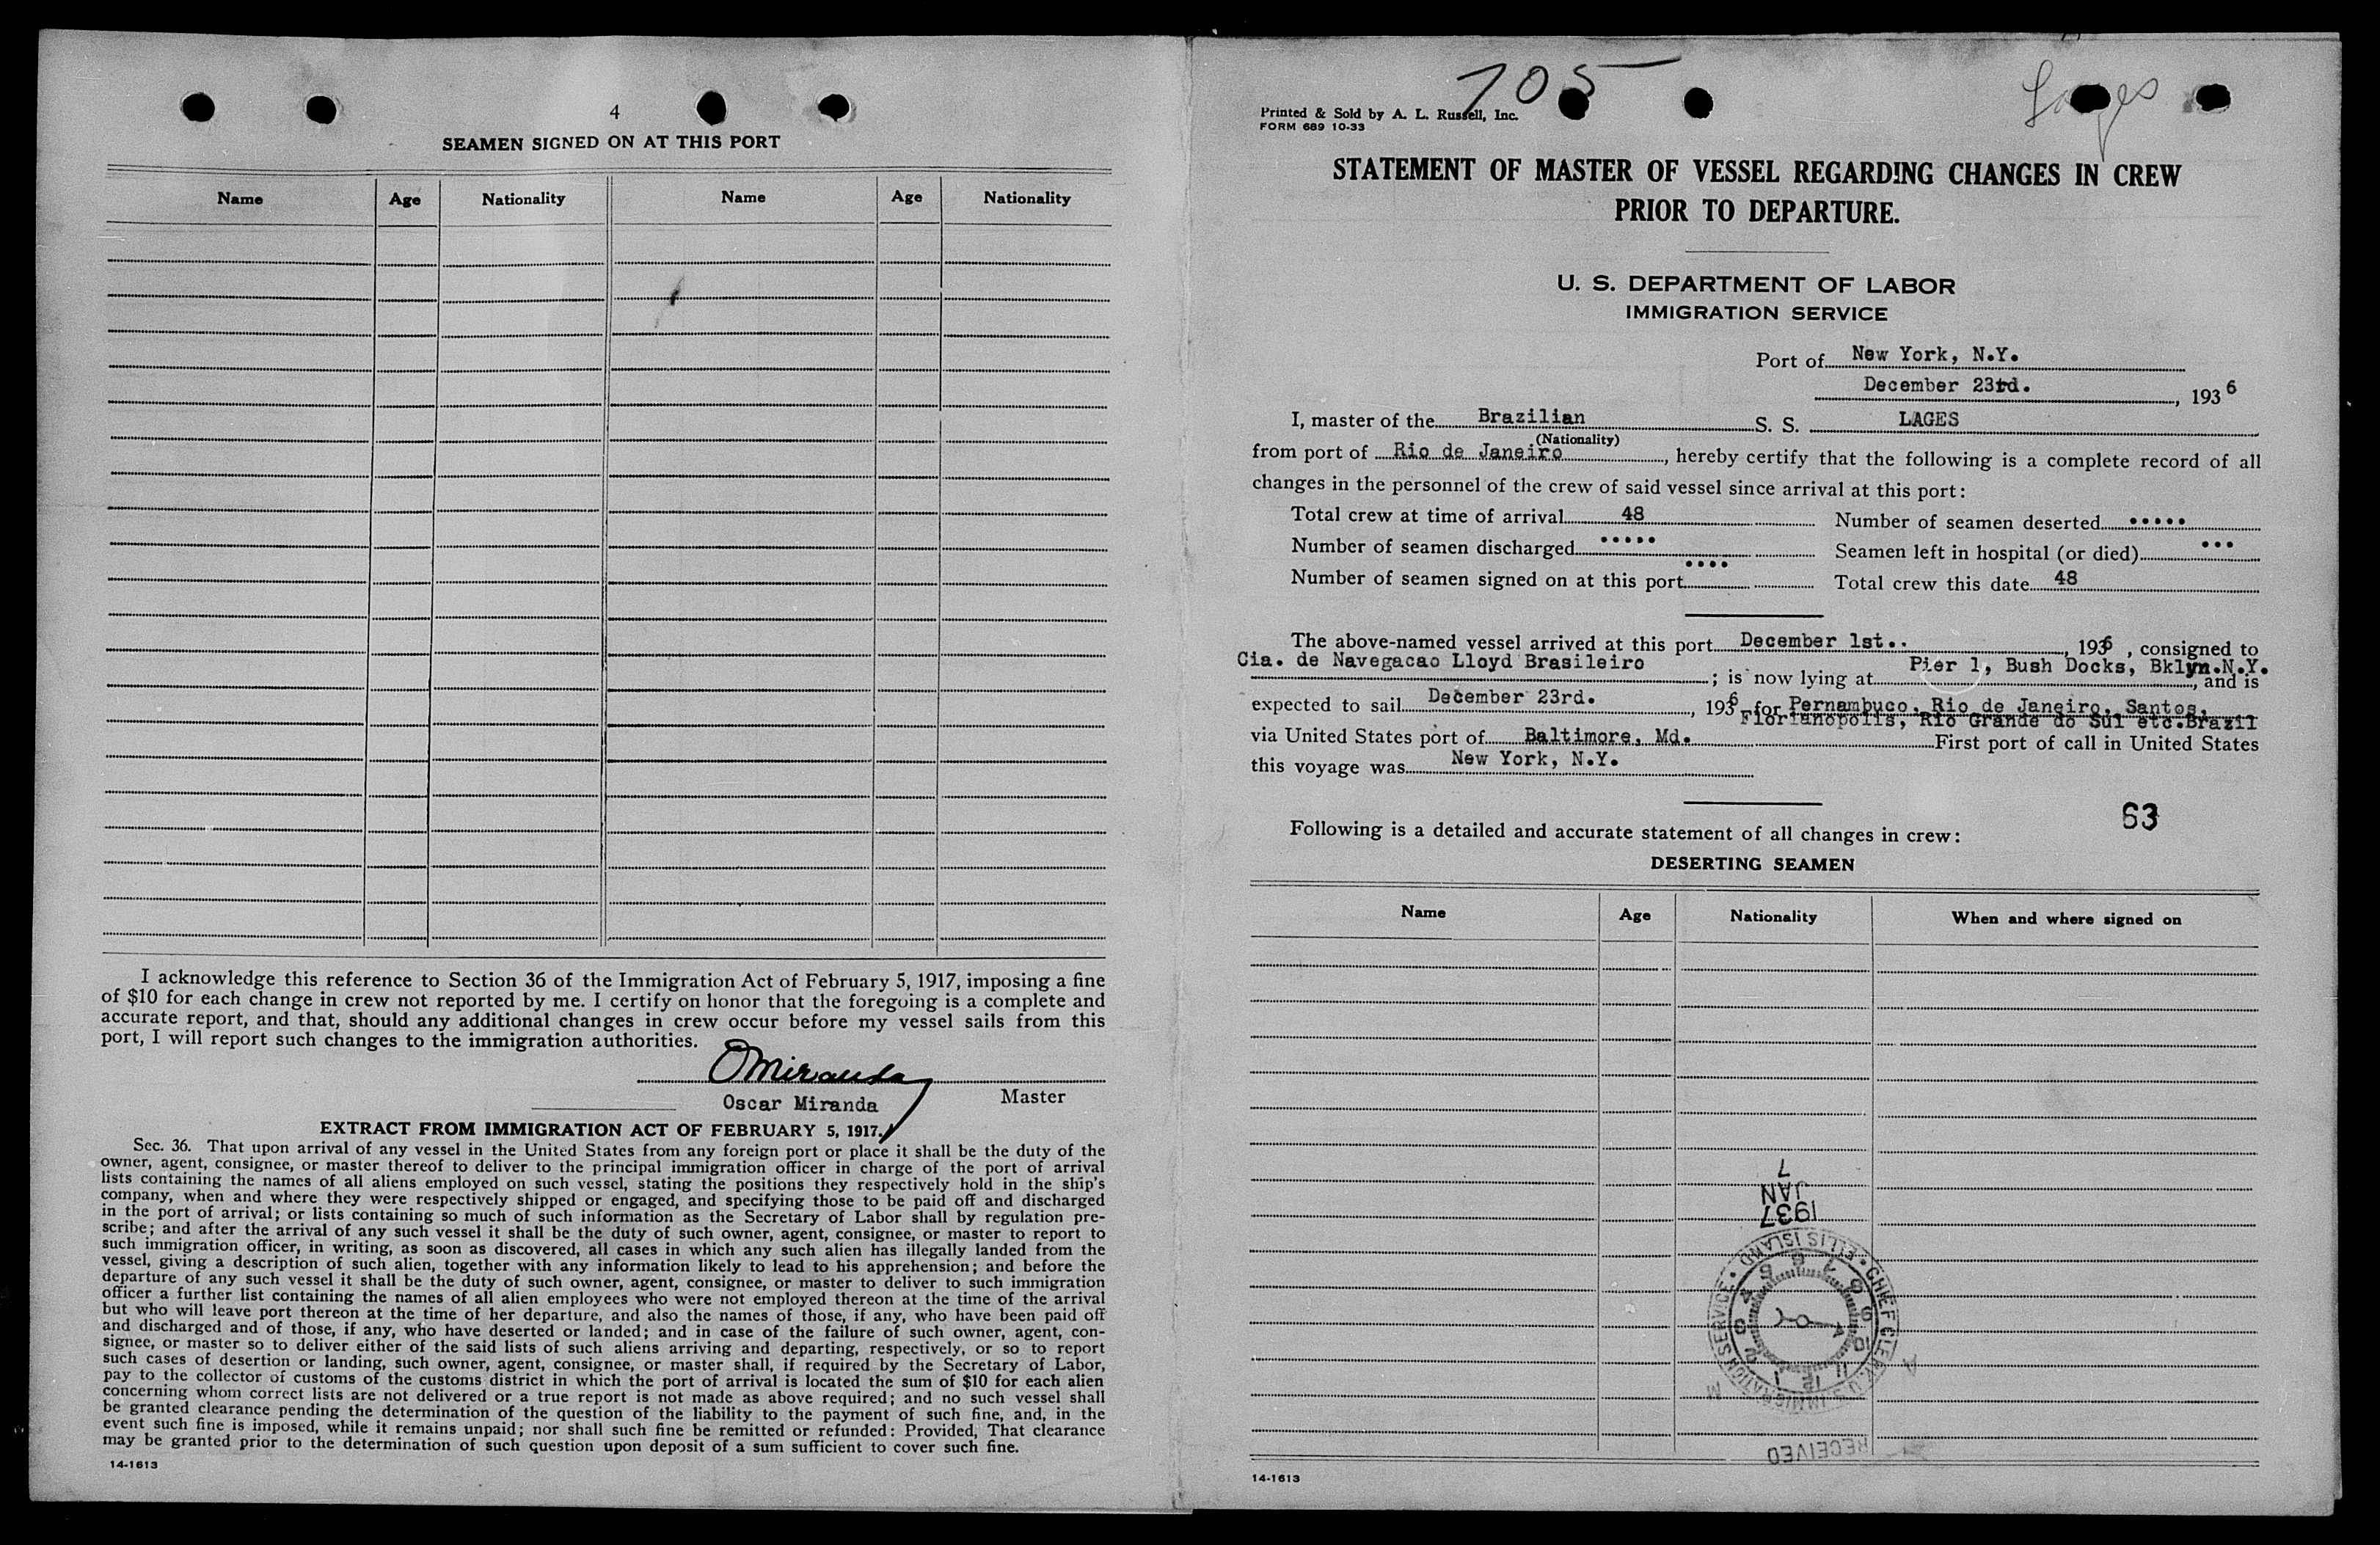 4
SEAMEN SIGNED ON AT THIS PORT
Name Age Nationality Name Age Nationality
I acknowledge this reference to Section 36 of the Immigration Act of February 5, 1917, imposing a fine
of $10 for each change in crew not reported by me. I certify on honor that the foregoing is a complete and
accurate report, and that, should any additional changes in crew occur before my vessel sails from this
port, I will report such changes to the immigration authorities.
OMiranda
Oscar Miranda Master
EXTRACT FROM IMMIGRATION ACT OF FEBRUARY 5, 1917.
Sec. 36. That upon arrival of any vessel in the United States from any foreign port or place it shall be the duty of the
owner, agent, consignee, or master thereof to deliver to the principal immigration officer in charge of the port of arrival
lists containing the names of all aliens employed on such vessel, stating the positions they respectively hold in the ship's
company, when and where they were respectively shipped or engaged, and specifying those to be paid off and discharged
in the port of arrival; or lists containing so much of such information as the Secretary of Labor shall by regulation pre-
scribe; and after the arrival of any such vessel it shall be the duty of such owner, agent, consignee, or master to report to
such immigration officer, in writing, as soon as discovered, all cases in which any such alien has illegally landed from the
vessel, giving a description of such alien, together with any information likely to lead to his apprehension; and before the
departure of any such vessel it shall be the duty of such owner, agent, consignee, or master to deliver to such immigration
officer a further list containing the names of all alien employees who were not employed thereon at the time of the arrival
but who will leave port thereon at the time of her departure, and also the names of those, if any, who have been paid off
and discharged and of those, if any, who have deserted or landed; and in case of the failure of such owner, agent, con-
signee, or master so to deliver either of the said lists of such aliens arriving and departing, respectively, or so to report
such cases of desertion or landing, such owner, agent, consignee, or master shall, if required by the Secretary of Labor,
pay to the collector of customs of the customs district in which the port of arrival is located the sum of $10 for each alien
concerning whom correct lists are not delivered or a true report is not made as above required; and no such vessel shall
be granted clearance pending the determination of the question of the liability to the payment of such fine, and, in the
event such fine is imposed, while it remains unpaid; nor shall such fine be remitted or refunded: Provided, That clearance
may be granted prior to the determination of such question upon deposit of a sum sufficient to cover such fine.
14-1613
705 Lages
Printed & Sold by A. L. Russell, Inc.
FORM 689 10-33
STATEMENT OF MASTER OF VESSEL REGARDING CHANGES IN CREW
PRIOR TO DEPARTURE.
U. S. DEPARTMENT OF LABOR
IMMIGRATION SERVICE
Port of New York, N.Y.
December 23rd. , 1936
I, master of the Brazilian S. S. LAGES
(Nationality)
from port of Rio de Janeiro , hereby certify that the following is a complete record of all
changes in the personnel of the crew of said vessel since arrival at this port:
Total crew at time of arrival 48 Number of seamen deserted .....
Number of seamen discharged ..... Seamen left in hospital (or died) ...
Number of seamen signed on at this port .... Total crew this date 48
The above-named vessel arrived at this port December 1st.. , 1936 , consigned to
Cia. de Navegacao Lloyd Brasileiro ; is now lying at Pier 1, Bush Docks, Bklyn.N.Y. , and is
expected to sail December 23rd. , 1936 for Pernambuco, Rio de Janeiro, Santos,
Florianopolis, Rio Grande do Sul etc.Brazil
via United States port of Baltimore, Md. First port of call in United States
this voyage was New York, N.Y.
63
Following is a detailed and accurate statement of all changes in crew:
DESERTING SEAMEN
Name Age Nationality When and where signed on
RECEIVED
CHIEF CLERK U.S. IMMIGRATION SERVICE • ELLIS ISLAND •
1 2 3 4 5 6 7 8 9 10 11 12
A M
1937
JAN
7
14-1613